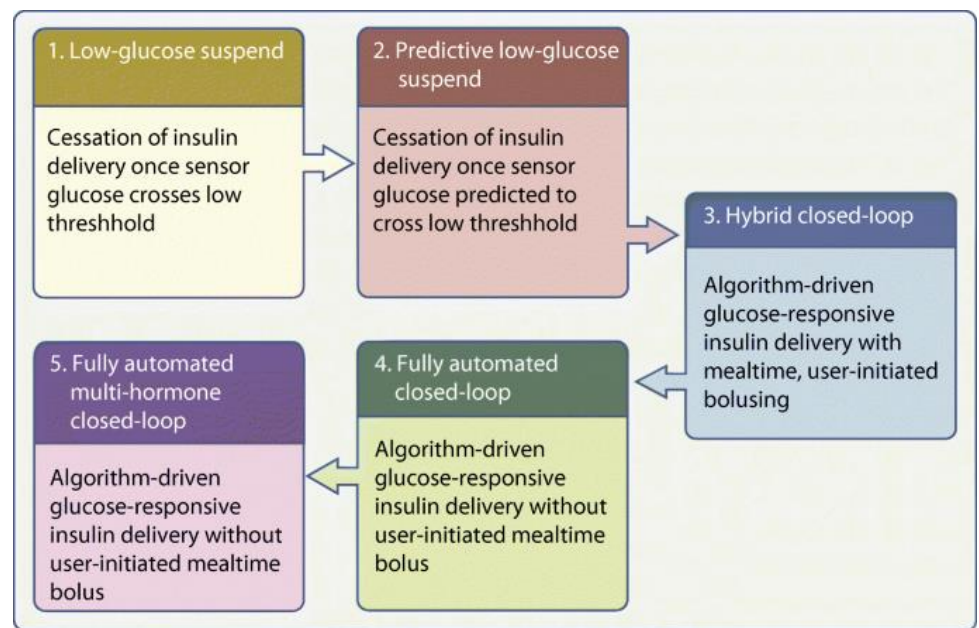 1. Low-glucose suspend
Cessation of insulin
delivery once sensor
glucose crosses low
threshhold
2. Predictive low-glucose
suspend
Cessation of insulin
delivery once sensor
glucose predicted to
cross low threshhold
3. Hybrid closed-loop
Algorithm-driven
glucose-responsive
insulin delivery with
mealtime, user-initiated
bolusing
4. Fully automated
closed-loop
Algorithm-driven
glucose-responsive
insulin delivery without
user-initiated mealtime
bolus
5. Fully automated
multi-hormone
closed-loop
Algorithm-driven
glucose-responsive
insulin delivery without
user-initiated mealtime
bolus